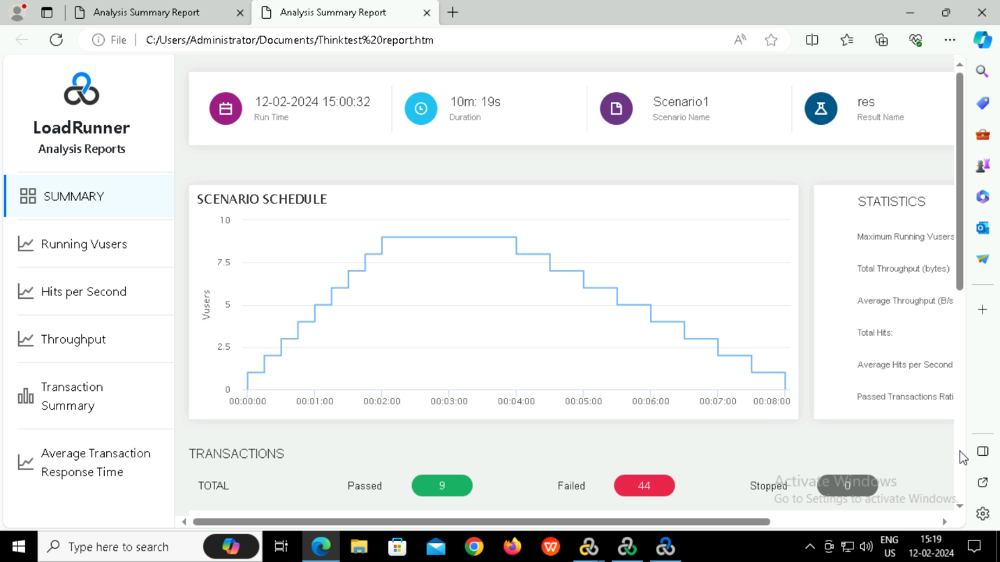 Analysis Summary Report
Analysis Summary Report
File
C:/Users/Administrator/Documents/Thinktest%20report.htm
LoadRunner
Analysis Reports
SUMMARY
Running Vusers
Hits per Second
Throughput
Transaction
Summary
Average Transaction
Response Time
12-02-2024 15:00:32
Run Time
10m: 19s
Duration
Scenario1
Scenario Name
res
Result Name
SCENARIO SCHEDULE
10
7.5
5
2.5
0
Vusers
00:00:00 00:01:00 00:02:00 00:03:00 00:04:00 00:05:00 00:06:00 00:07:00 00:08:00
STATISTICS
Maximum Running Vusers
Total Throughput (bytes)
Average Throughput (B/s
Total Hits:
Average Hits per Second
Passed Transactions Rati
TRANSACTIONS
TOTAL Passed 9 Failed 44 Stopped 0
Activate Windows
Go to Settings to activate Windows.
Type here to search
ENG
US
15:19
12-02-2024